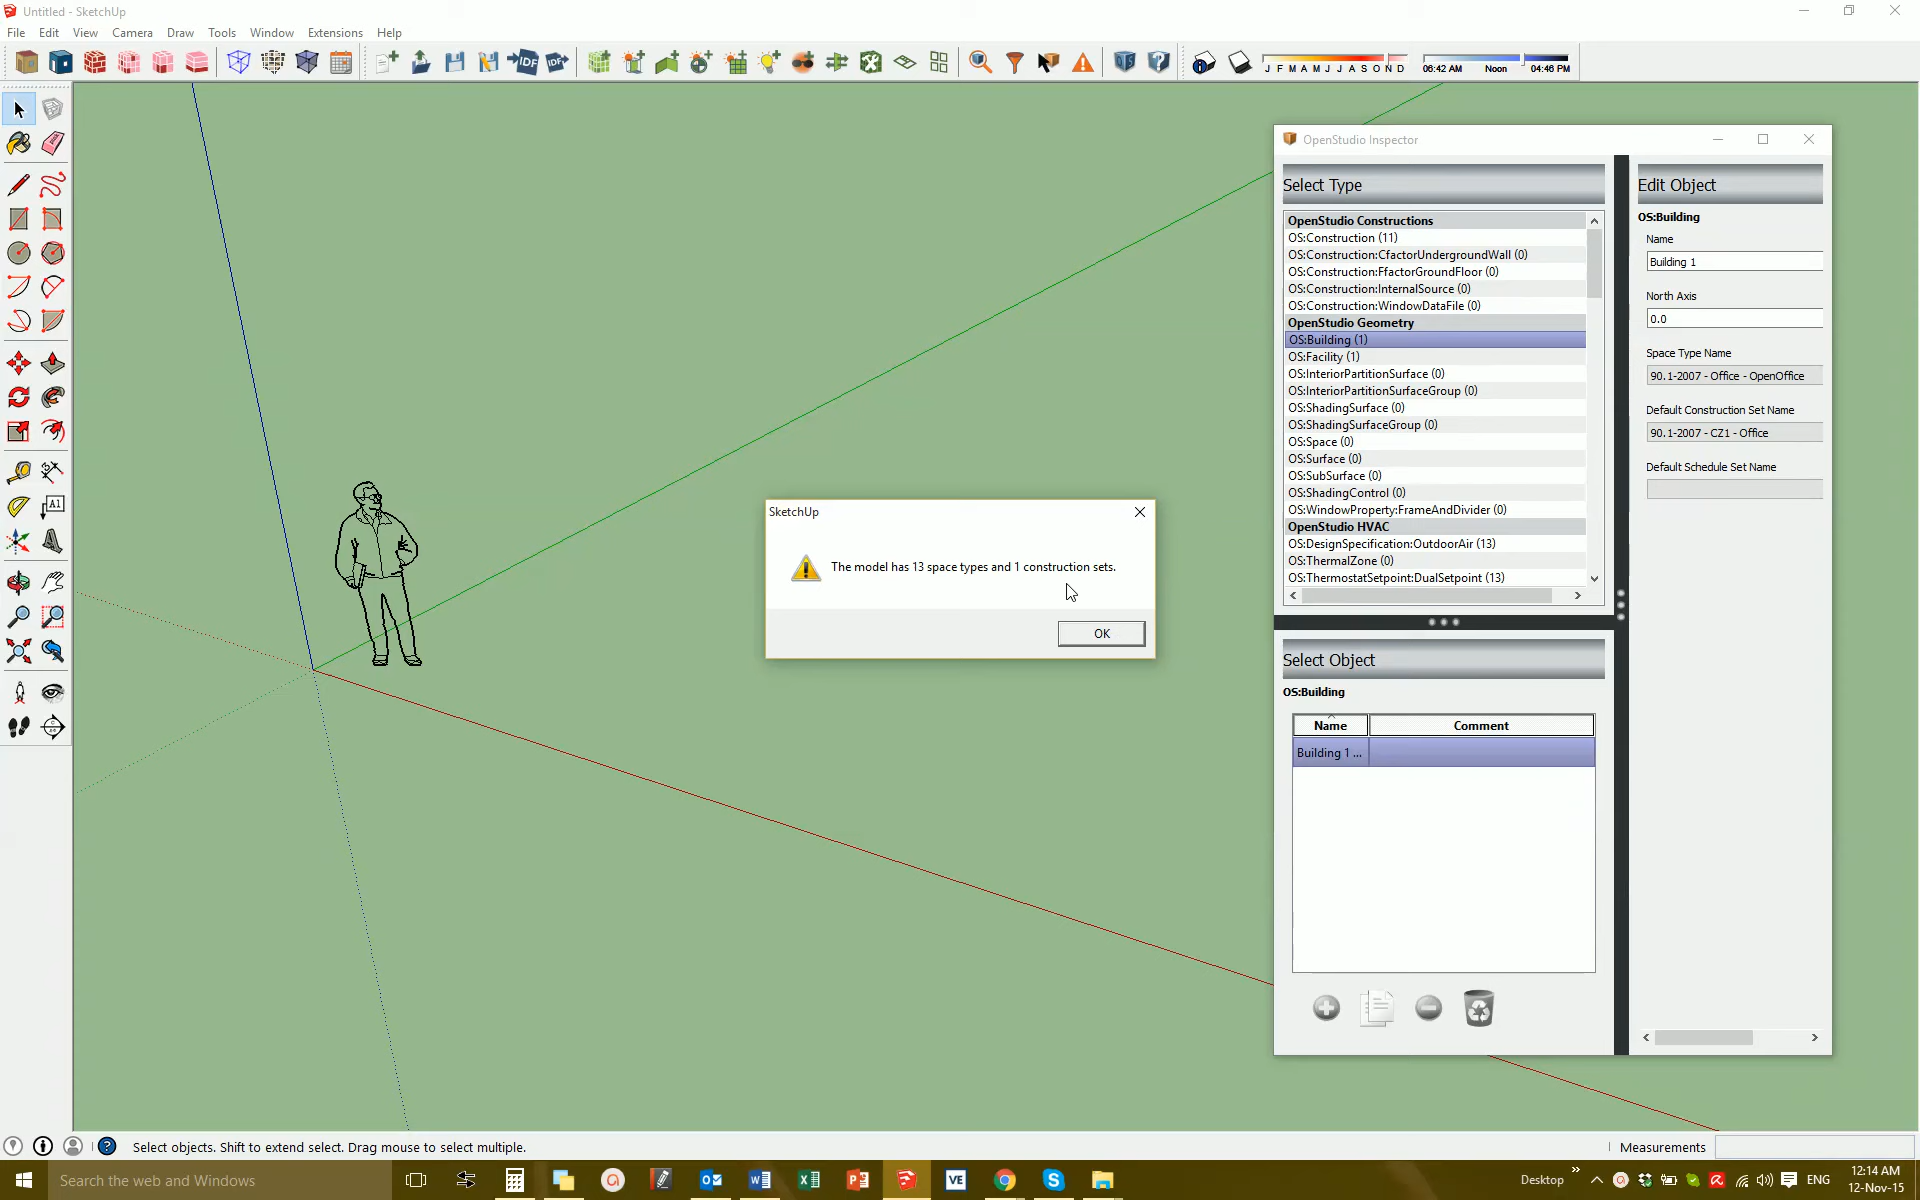 Untitled - SketchUp
File Edit View Camera Draw Tools Window Extensions Help
IDF IDF
J F M A M J J A S O N D
06:42 AM Noon 04:46 PM
A1
OpenStudio Inspector
Select Type
OpenStudio Constructions
OS:Construction (11)
OS:Construction:CfactorUndergroundWall (0)
OS:Construction:FfactorGroundFloor (0)
OS:Construction:InternalSource (0)
OS:Construction:WindowDataFile (0)
OpenStudio Geometry
OS:Building (1)
OS:Facility (1)
OS:InteriorPartitionSurface (0)
OS:InteriorPartitionSurfaceGroup (0)
OS:ShadingSurface (0)
OS:ShadingSurfaceGroup (0)
OS:Space (0)
OS:Surface (0)
OS:SubSurface (0)
OS:ShadingControl (0)
OS:WindowProperty:FrameAndDivider (0)
OpenStudio HVAC
OS:DesignSpecification:OutdoorAir (13)
OS:ThermalZone (0)
OS:ThermostatSetpoint:DualSetpoint (13)
Select Object
OS:Building
Name Comment
Building 1 ...
Edit Object
OS:Building
Name
Building 1
North Axis
0.0
Space Type Name
90.1-2007 - Office - OpenOffice
Default Construction Set Name
90.1-2007 - CZ1 - Office
Default Schedule Set Name
SketchUp
The model has 13 space types and 1 construction sets.
OK
Select objects. Shift to extend select. Drag mouse to select multiple.
Measurements
Search the web and Windows
VE
Desktop
ENG
12:14 AM
12-Nov-15